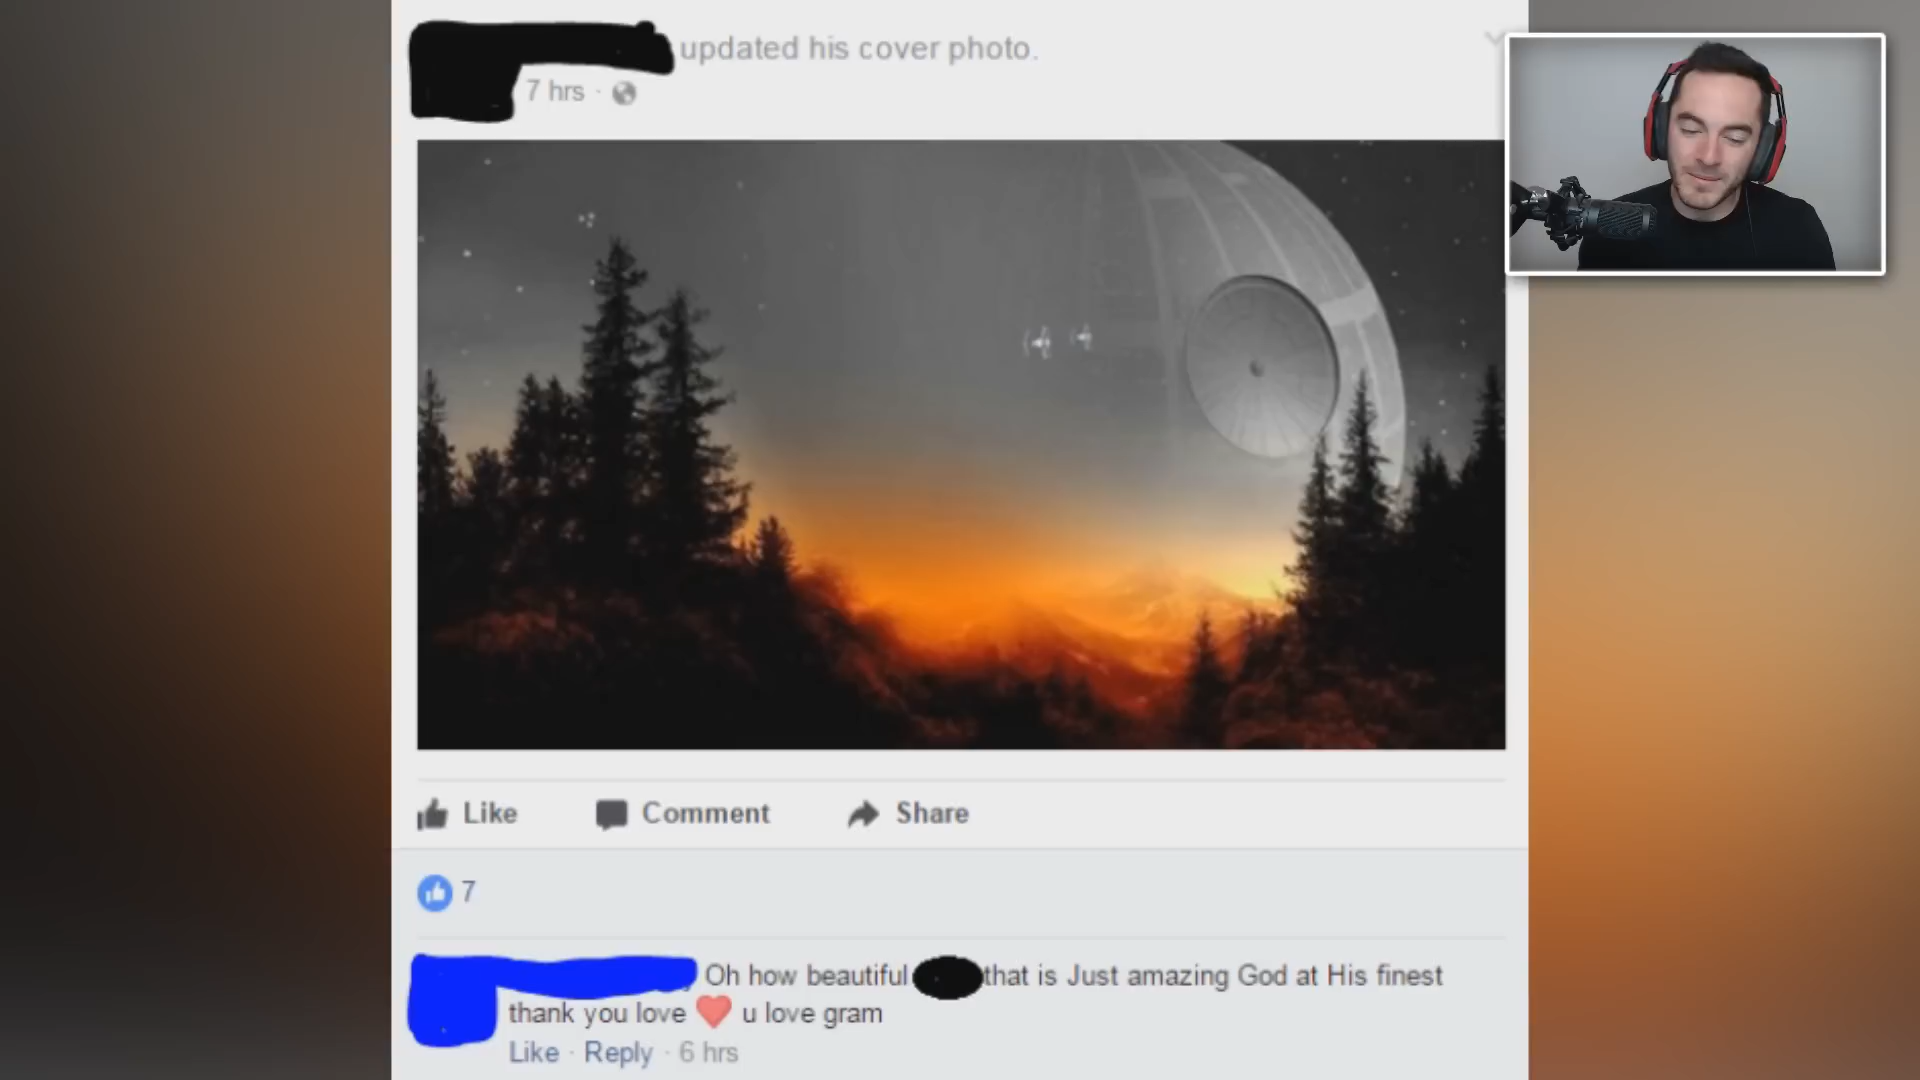 updated his cover photo.
7 hrs ·
Like Comment Share
7
Oh how beautiful that is Just amazing God at His finest
thank you love ❤ u love gram
Like · Reply · 6 hrs